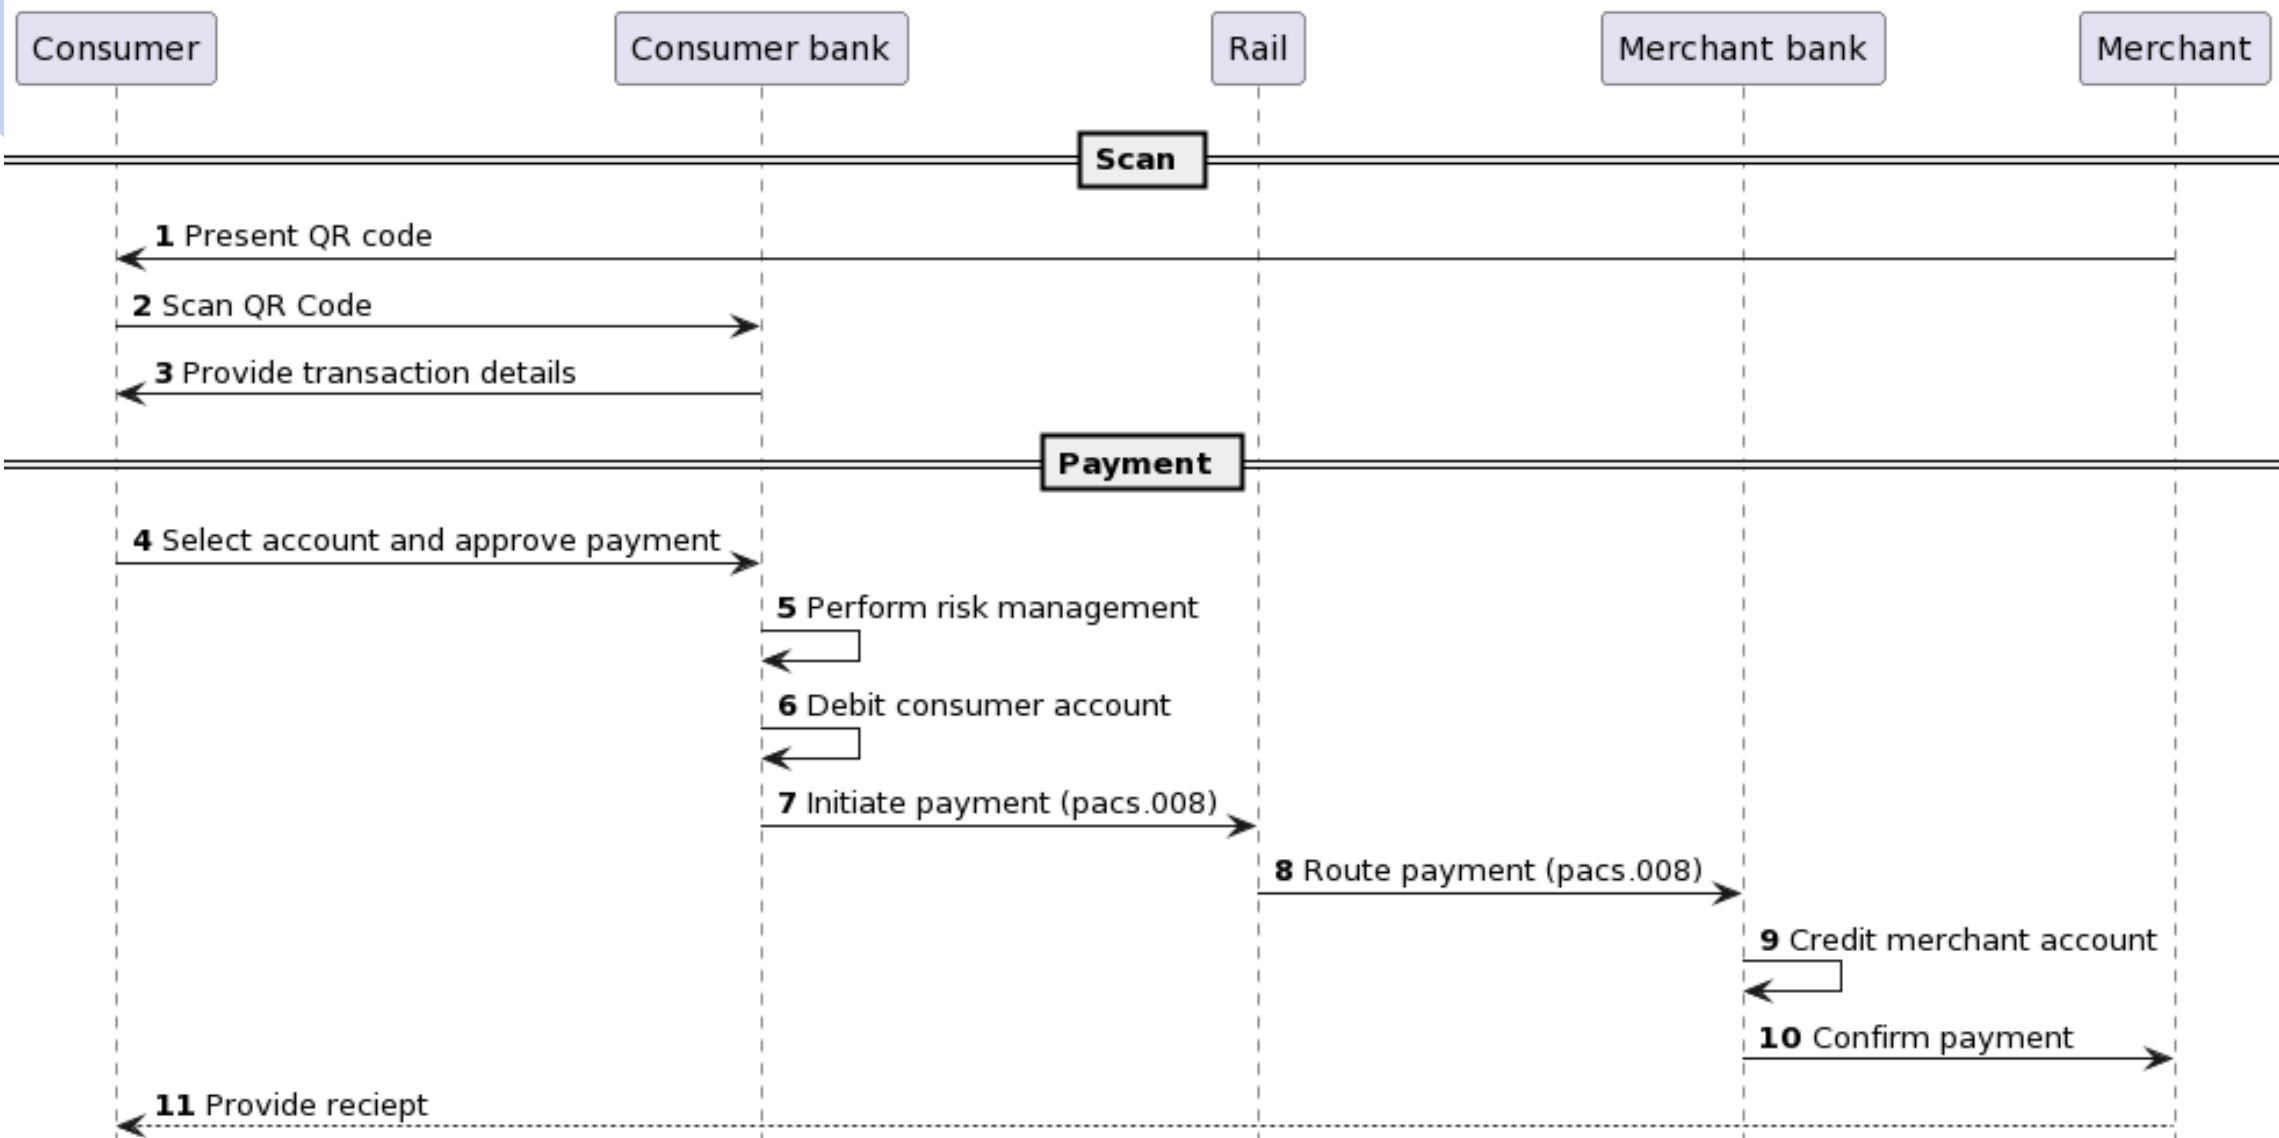 Consumer
Consumer bank
Rail
Merchant bank
Merchant
Scan
1 Present QR code
2 Scan QR Code
3 Provide transaction details
Payment
4 Select account and approve payment
5 Perform risk management
6 Debit consumer account
7 Initiate payment (pacs.008)
8 Route payment (pacs.008)
9 Credit merchant account
10 Confirm payment
11 Provide reciept